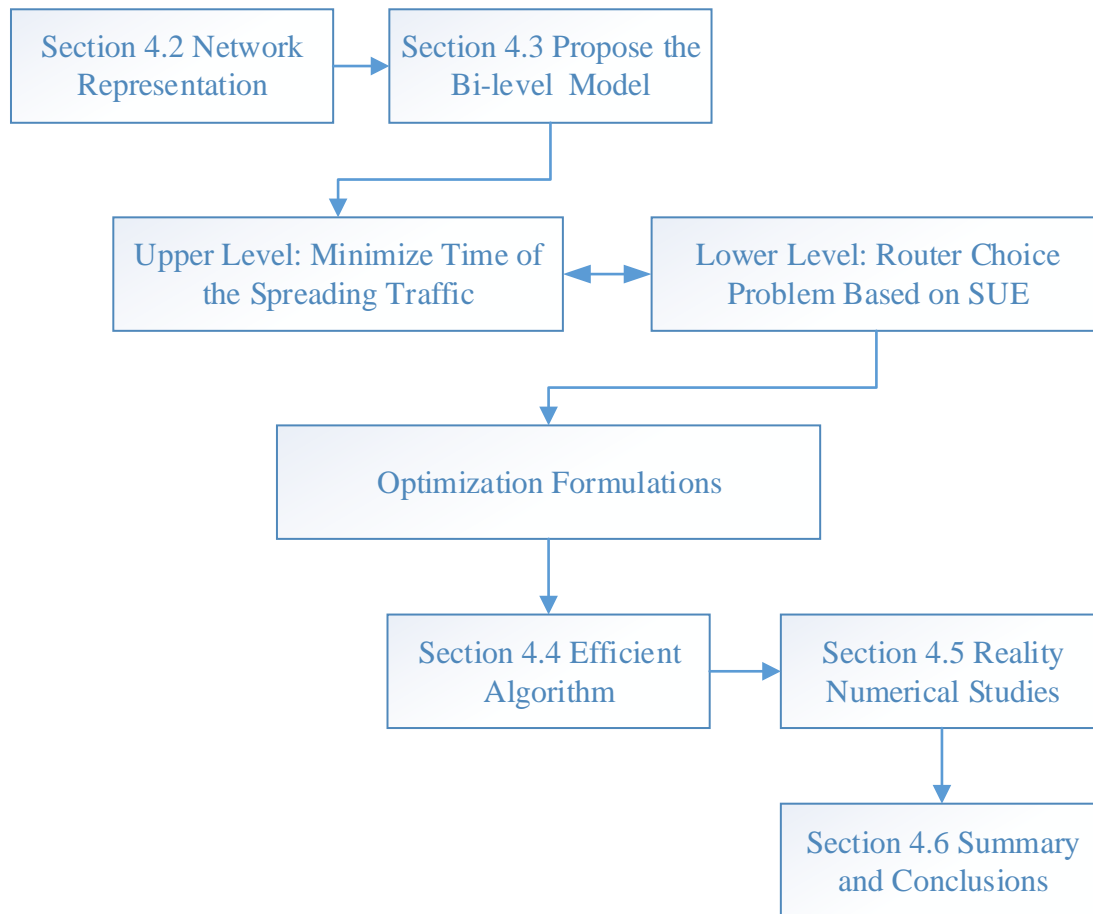 Section 4.2 Network
Representation
Section 4.3 Propose the
Bi-level Model
Upper Level: Minimize Time of
the Spreading Traffic
Lower Level: Router Choice
Problem Based on SUE
Optimization Formulations
Section 4.4 Efficient
Algorithm
Section 4.5 Reality
Numerical Studies
Section 4.6 Summary
and Conclusions